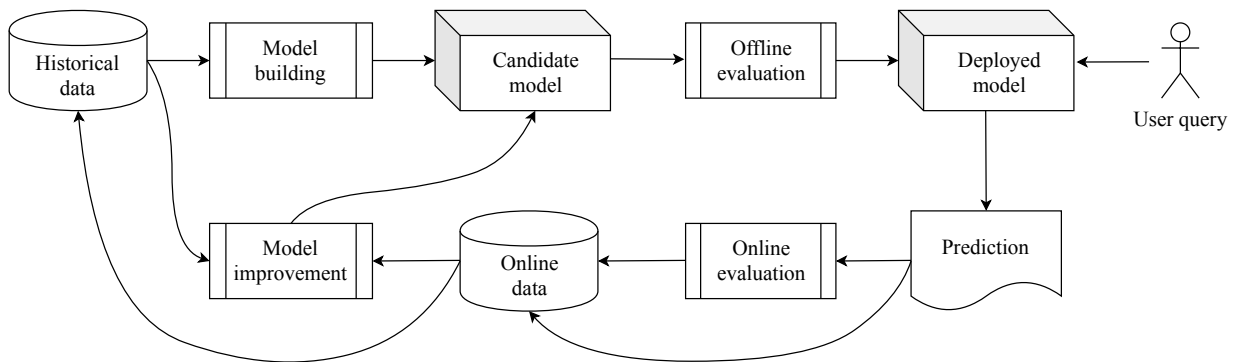 Historical
data
Model
building
Candidate
model
Offline
evaluation
Deployed
model
User query
Model
improvement
Online
data
Online
evaluation
Prediction